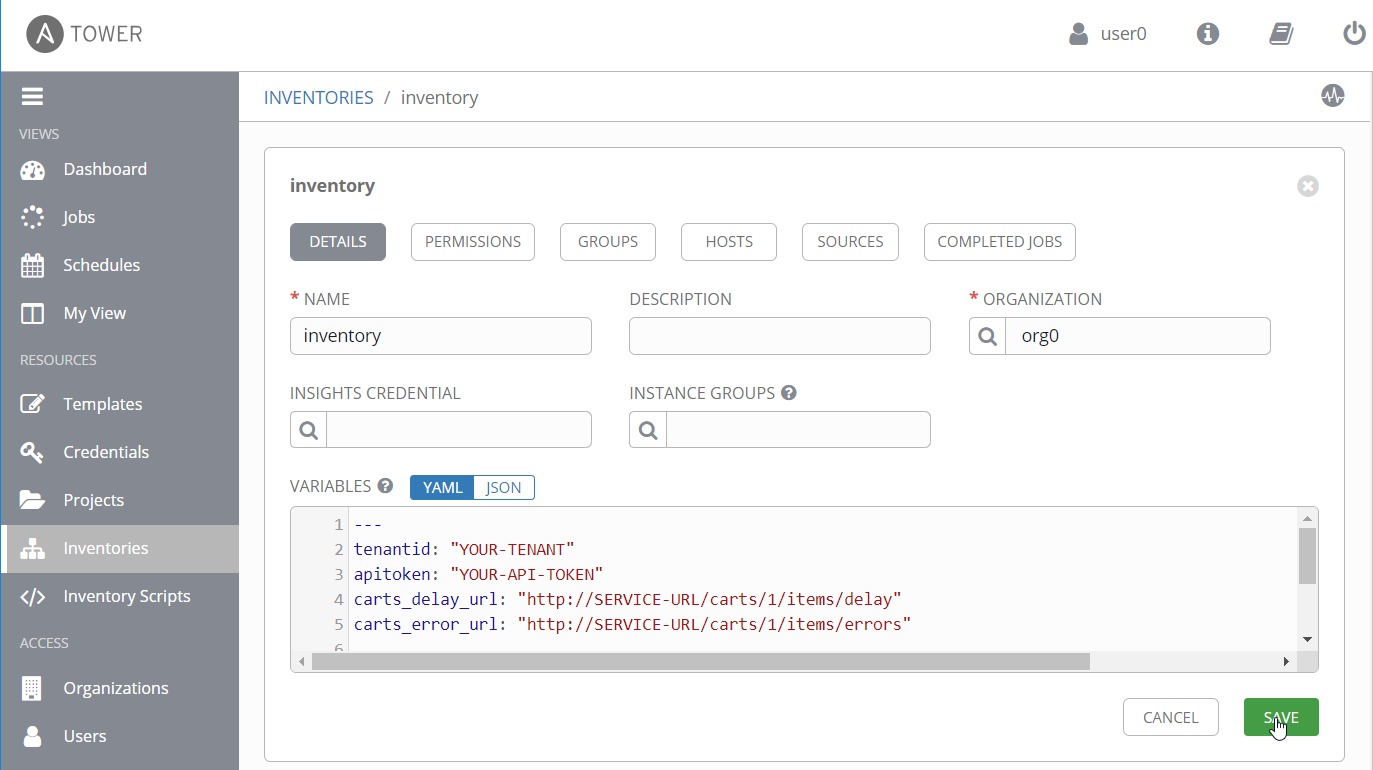 A TOWER
user0
VIEWS
Dashboard
Jobs
Schedules
My View
RESOURCES
Templates
Credentials
Projects
Inventories
Inventory Scripts
ACCESS
Organizations
Users
INVENTORIES / inventory
inventory
DETAILS PERMISSIONS GROUPS HOSTS SOURCES COMPLETED JOBS
* NAME DESCRIPTION * ORGANIZATION
inventory org0
INSIGHTS CREDENTIAL INSTANCE GROUPS ?
VARIABLES ? YAML JSON
1 ---
2 tenantid: "YOUR-TENANT"
3 apitoken: "YOUR-API-TOKEN"
4 carts_delay_url: "http://SERVICE-URL/carts/1/items/delay"
5 carts_error_url: "http://SERVICE-URL/carts/1/items/errors"
6
CANCEL SAVE